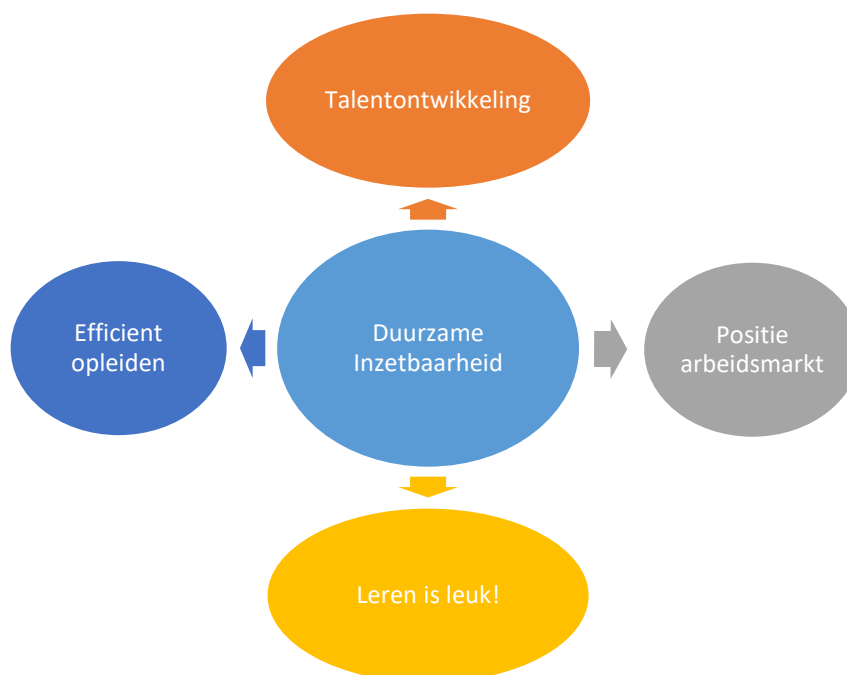 Talentontwikkeling
Efficient
opleiden
Duurzame
Inzetbaarheid
Positie
arbeidsmarkt
Leren is leuk!